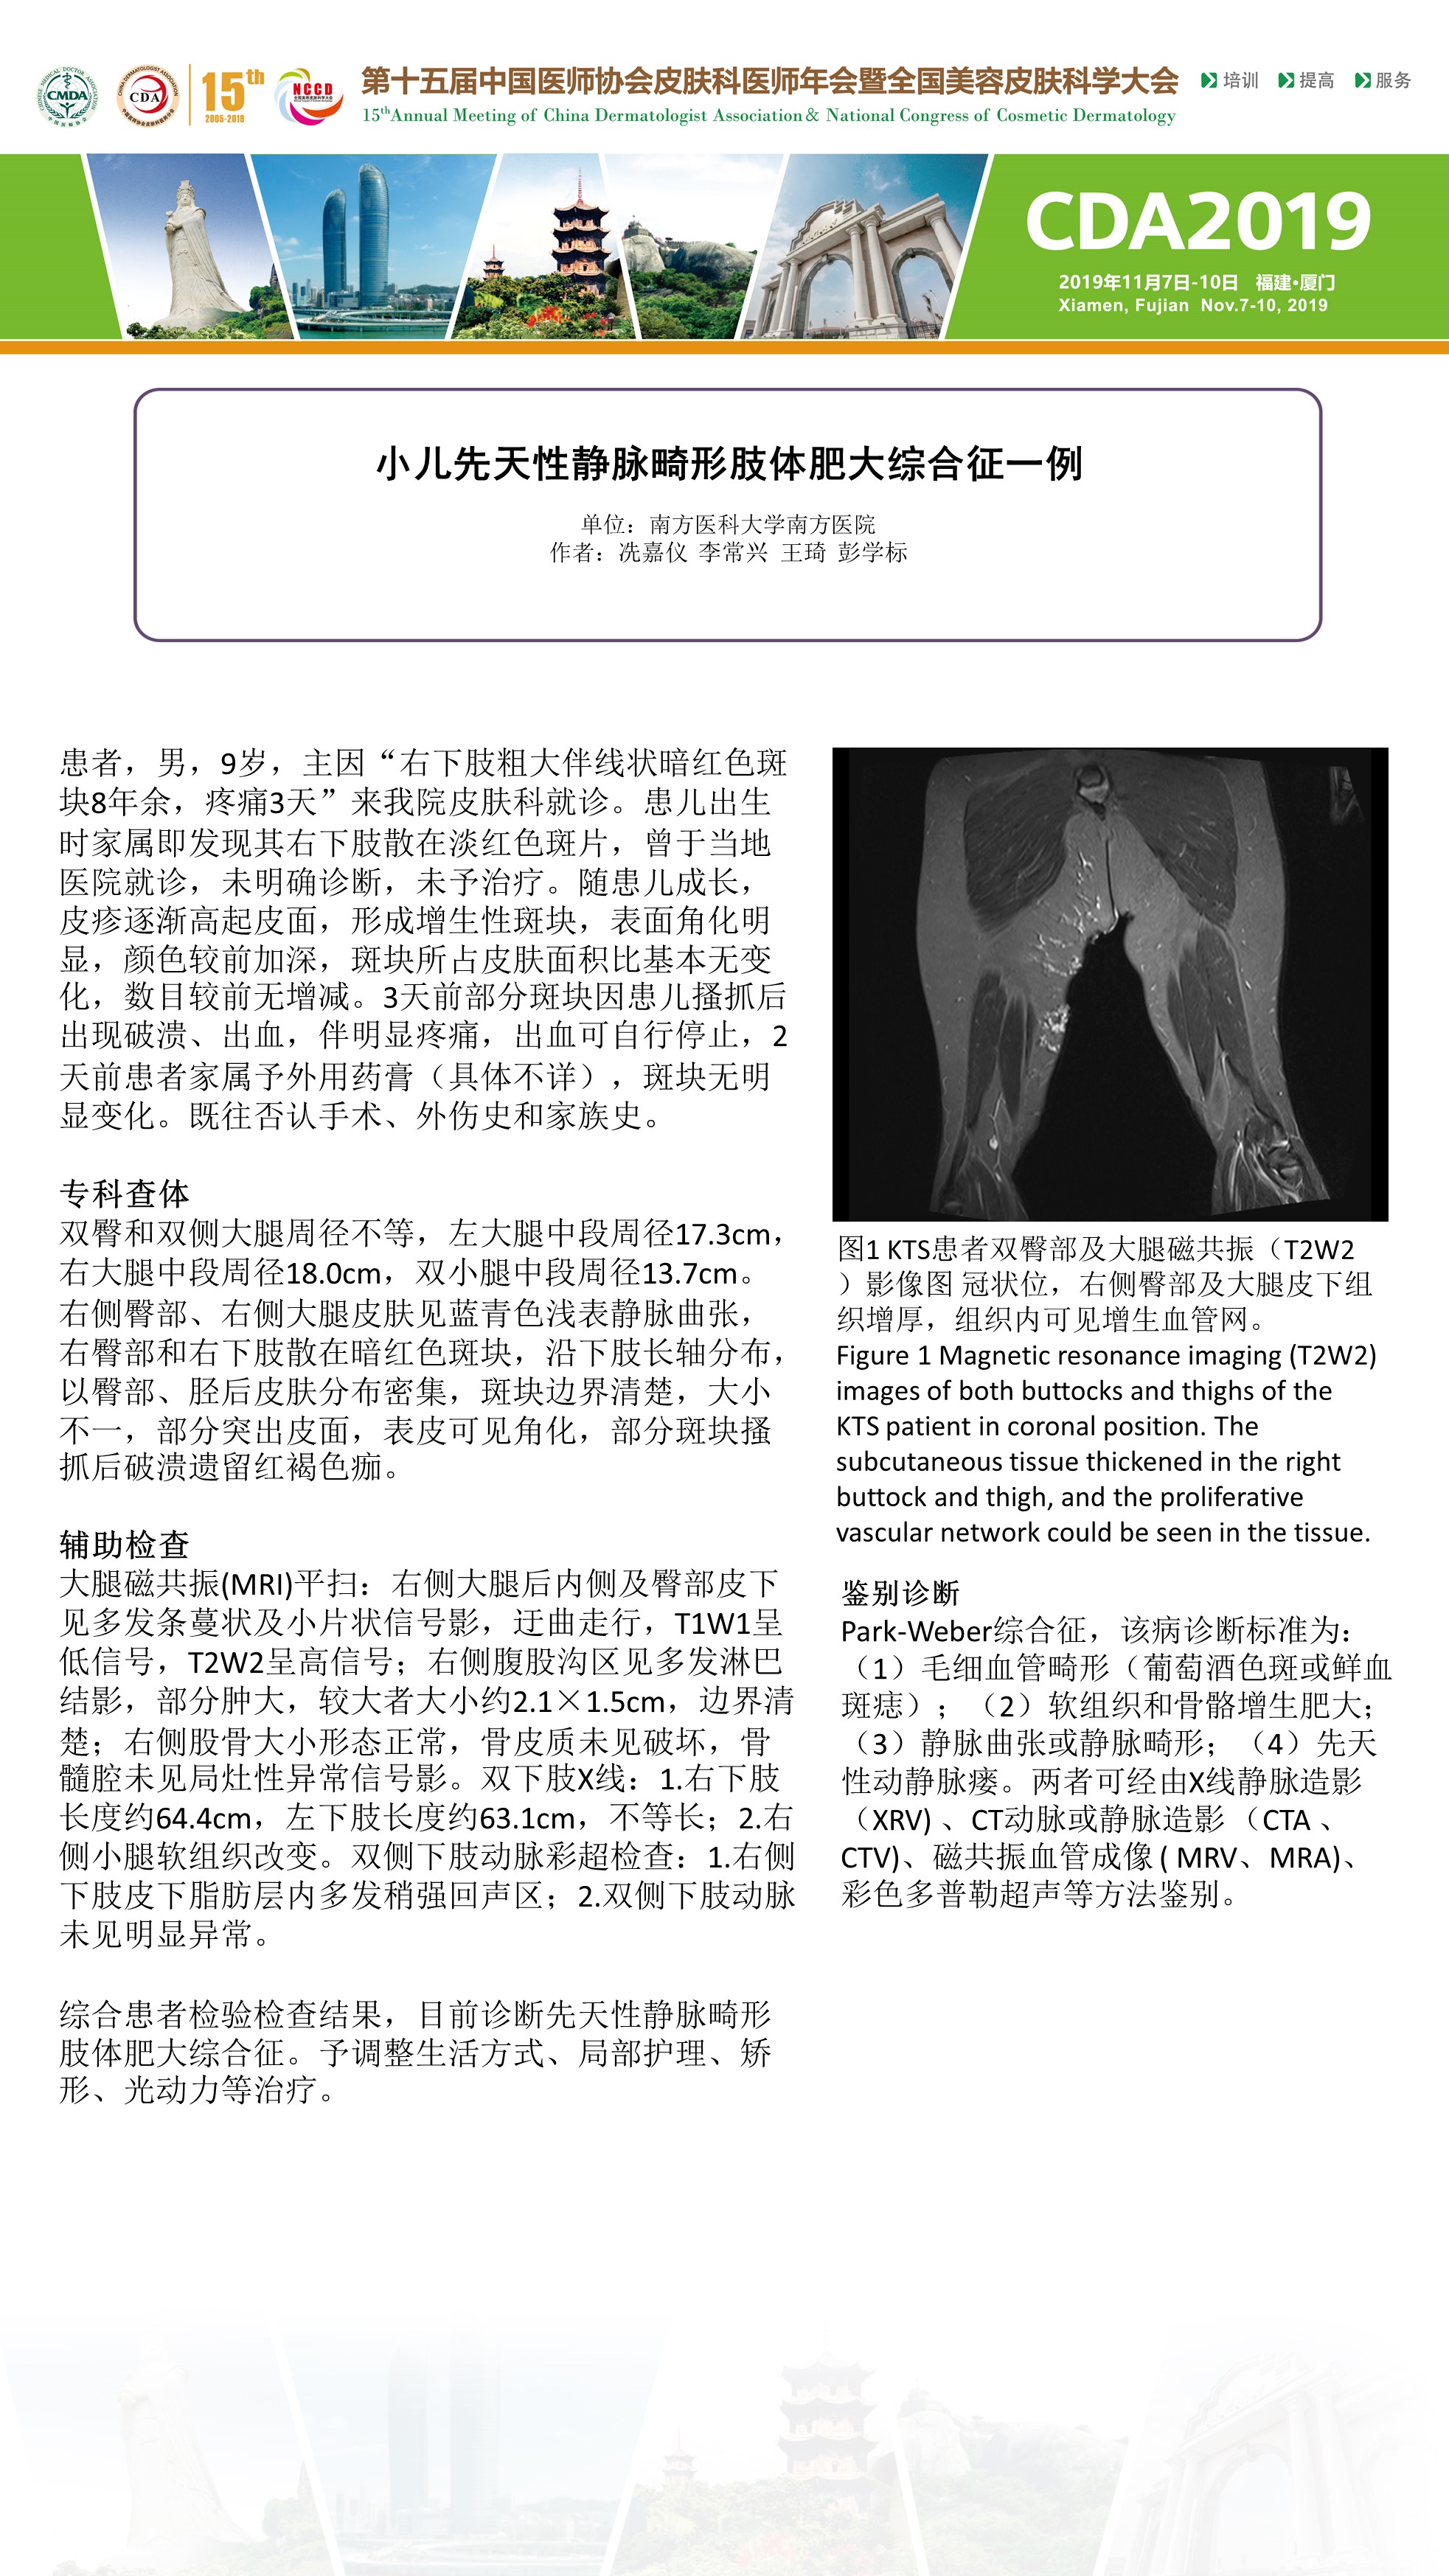 CMDA
CDA
15th
2005-2019
NCCD
第十五届中国医师协会皮肤科医师年会暨全国美容皮肤科学大会
15thAnnual Meeting of China Dermatologist Association& National Congress of Cosmetic Dermatology
培训 提高 服务
CDA2019
2019年11月7日-10日 福建•厦门
Xiamen, Fujian Nov.7-10, 2019
小儿先天性静脉畸形肢体肥大综合征一例
单位：南方医科大学南方医院
作者：冼嘉仪 李常兴 王琦 彭学标
患者，男，9岁，主因“右下肢粗大伴线状暗红色斑
块8年余，疼痛3天”来我院皮肤科就诊。患儿出生
时家属即发现其右下肢散在淡红色斑片，曾于当地
医院就诊，未明确诊断，未予治疗。随患儿成长，
皮疹逐渐高起皮面，形成增生性斑块，表面角化明
显，颜色较前加深，斑块所占皮肤面积比基本无变
化，数目较前无增减。3天前部分斑块因患儿搔抓后
出现破溃、出血，伴明显疼痛，出血可自行停止，2
天前患者家属予外用药膏（具体不详），斑块无明
显变化。既往否认手术、外伤史和家族史。
专科查体
双臀和双侧大腿周径不等，左大腿中段周径17.3cm，
右大腿中段周径18.0cm，双小腿中段周径13.7cm。
右侧臀部、右侧大腿皮肤见蓝青色浅表静脉曲张，
右臀部和右下肢散在暗红色斑块，沿下肢长轴分布，
以臀部、胫后皮肤分布密集，斑块边界清楚，大小
不一，部分突出皮面，表皮可见角化，部分斑块搔
抓后破溃遗留红褐色痂。
辅助检查
大腿磁共振(MRI)平扫：右侧大腿后内侧及臀部皮下
见多发条蔓状及小片状信号影，迂曲走行，T1W1呈
低信号，T2W2呈高信号；右侧腹股沟区见多发淋巴
结影，部分肿大，较大者大小约2.1×1.5cm，边界清
楚；右侧股骨大小形态正常，骨皮质未见破坏，骨
髓腔未见局灶性异常信号影。双下肢X线：1.右下肢
长度约64.4cm，左下肢长度约63.1cm，不等长；2.右
侧小腿软组织改变。双侧下肢动脉彩超检查：1.右侧
下肢皮下脂肪层内多发稍强回声区；2.双侧下肢动脉
未见明显异常。
综合患者检验检查结果，目前诊断先天性静脉畸形
肢体肥大综合征。予调整生活方式、局部护理、矫
形、光动力等治疗。
图1 KTS患者双臀部及大腿磁共振（T2W2
）影像图 冠状位，右侧臀部及大腿皮下组
织增厚，组织内可见增生血管网。
Figure 1 Magnetic resonance imaging (T2W2)
images of both buttocks and thighs of the
KTS patient in coronal position. The
subcutaneous tissue thickened in the right
buttock and thigh, and the proliferative
vascular network could be seen in the tissue.
鉴别诊断
Park-Weber综合征，该病诊断标准为：
（1）毛细血管畸形（葡萄酒色斑或鲜血
斑痣）；（2）软组织和骨骼增生肥大；
（3）静脉曲张或静脉畸形；（4）先天
性动静脉瘘。两者可经由X线静脉造影
（XRV) 、CT动脉或静脉造影 （CTA 、
CTV)、磁共振血管成像 ( MRV、MRA)、
彩色多普勒超声等方法鉴别。